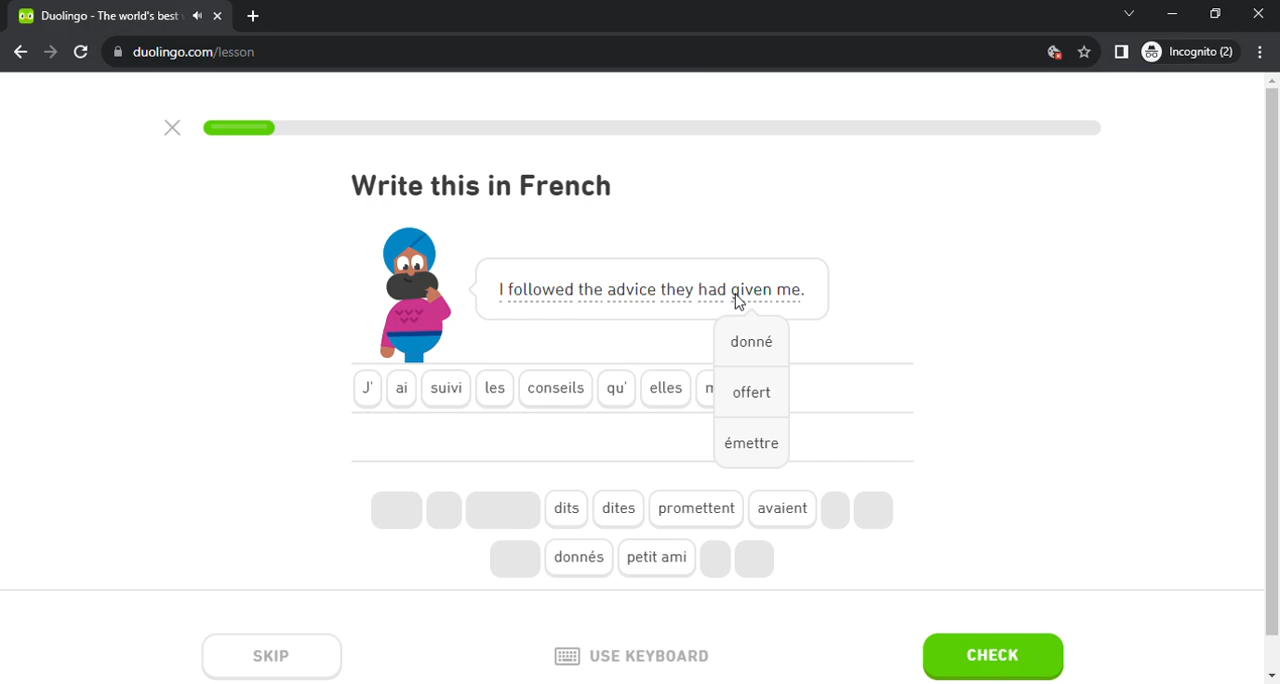 Duolingo - The world's best
duolingo.com/lesson
Incognito (2)
Write this in French
I followed the advice they had given me.
donné
offert
émettre
J' ai suivi les conseils qu' elles
dits dites promettent avaient
donnés petit ami
SKIP USE KEYBOARD CHECK